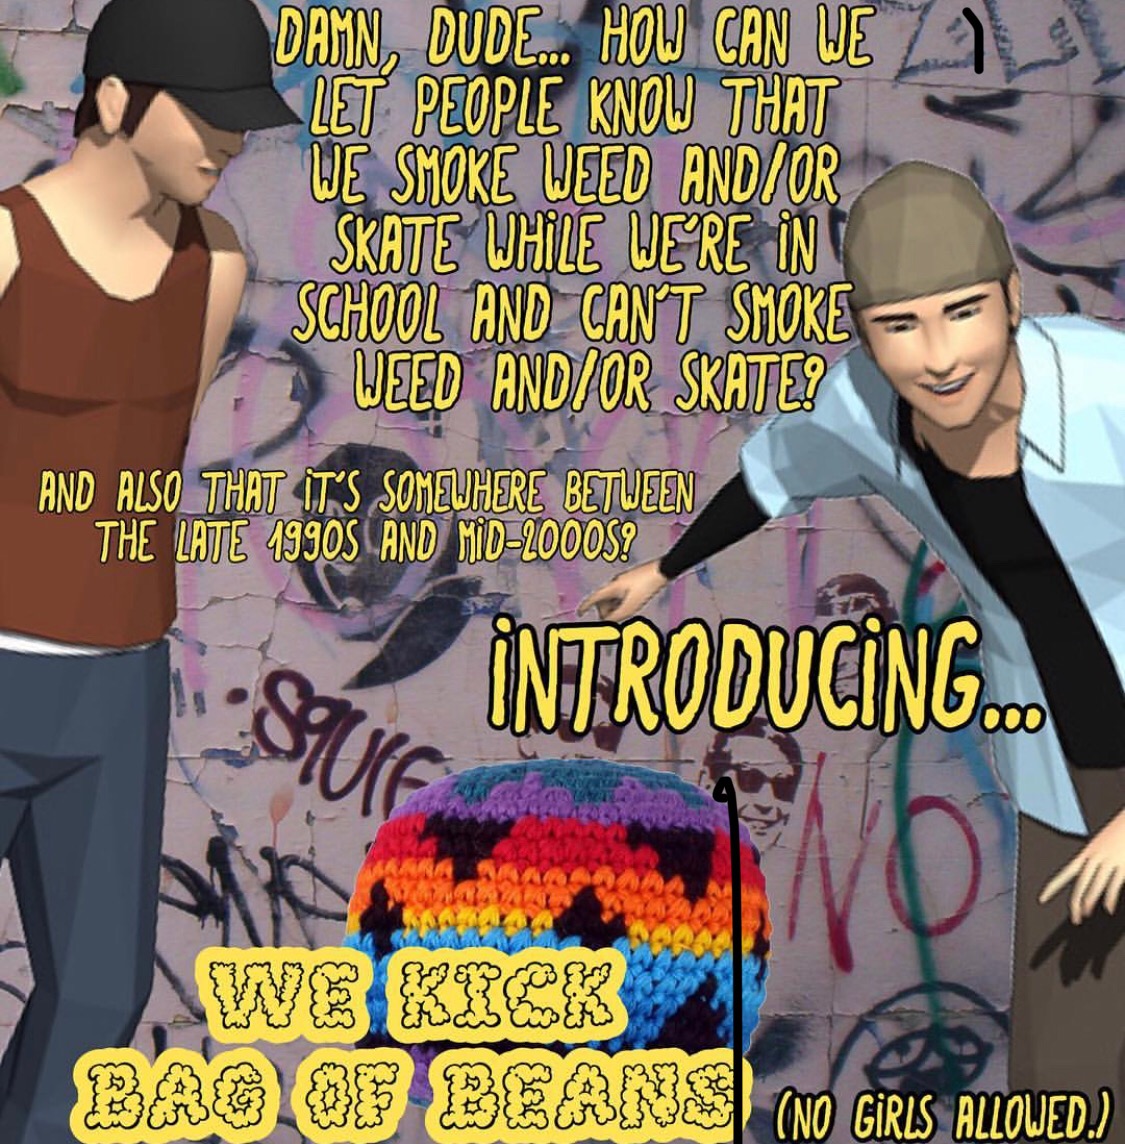 DAMN, DUDE... HOW CAN WE
LET PEOPLE KNOW THAT
WE SMOKE WEED AND/OR
SKATE WHILE WE'RE iN
SCHOOL AND CAN'T SMOKE
WEED AND/OR SKATE?
AND ALSO THAT iT'S SOMEWHERE BETWEEN
THE LATE 1990S AND MiD-2000S?
iNTRODUCiNG...
NO
WE KICK
BAG OF BEANS
(NO GiRLS ALLOWED.)